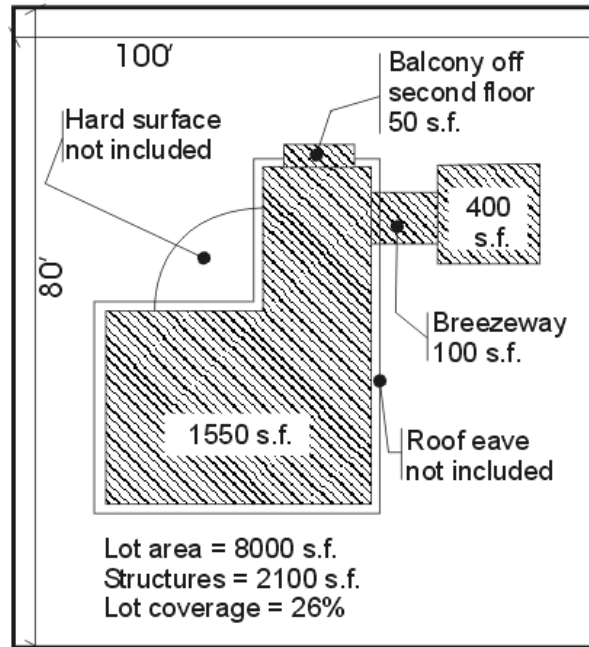 100'
Balcony off
second floor
50 s.f.
Hard surface
not included
400
s.f.
80'
Breezeway
100 s.f.
1550 s.f.
Roof eave
not included
Lot area = 8000 s.f.
Structures = 2100 s.f.
Lot coverage = 26%